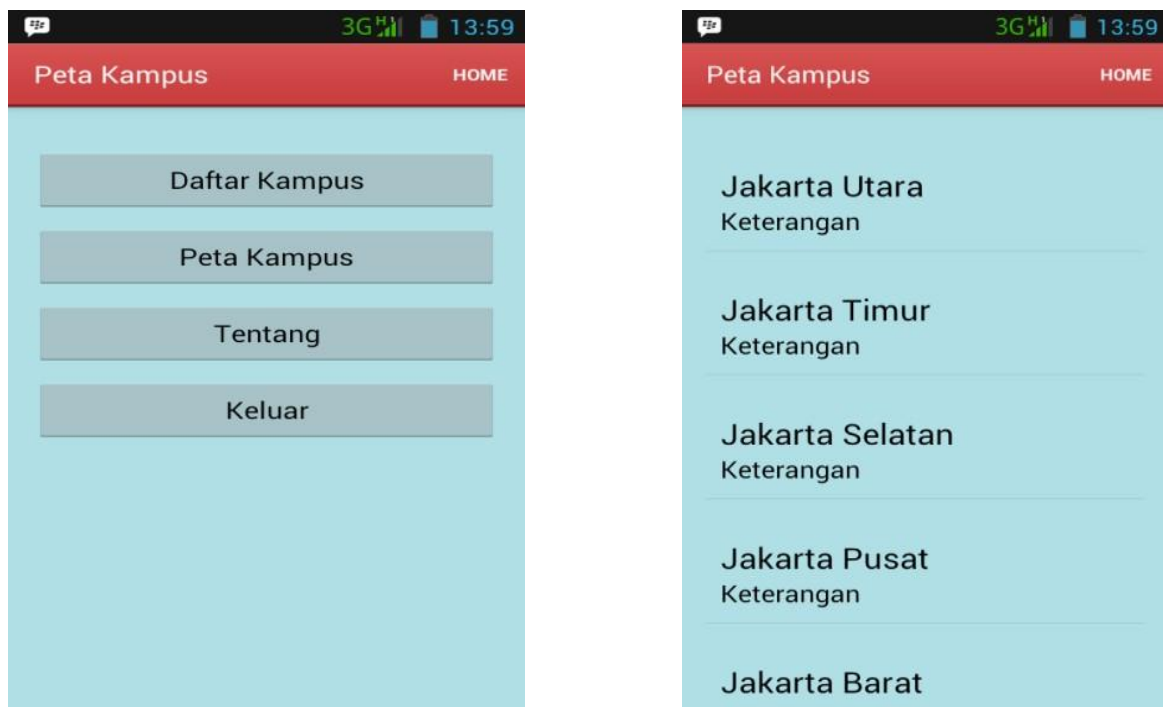 3G H 13:59
Peta Kampus HOME
Daftar Kampus
Peta Kampus
Tentang
Keluar
3G H 13:59
Peta Kampus HOME
Jakarta Utara
Keterangan
Jakarta Timur
Keterangan
Jakarta Selatan
Keterangan
Jakarta Pusat
Keterangan
Jakarta Barat